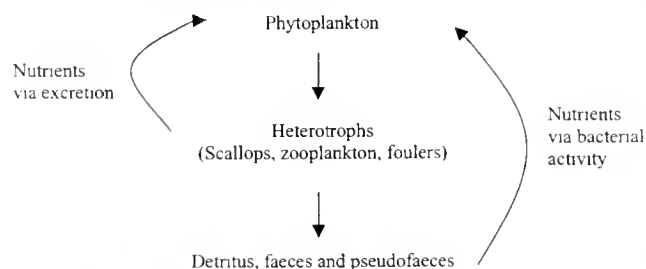 Phytoplankton
Nutrients
via excretion
Heterotrophs
(Scallops, zooplankton, foulers)
Nutrients
via bacterial
activity
Detritus, faeces and pseudofaeces